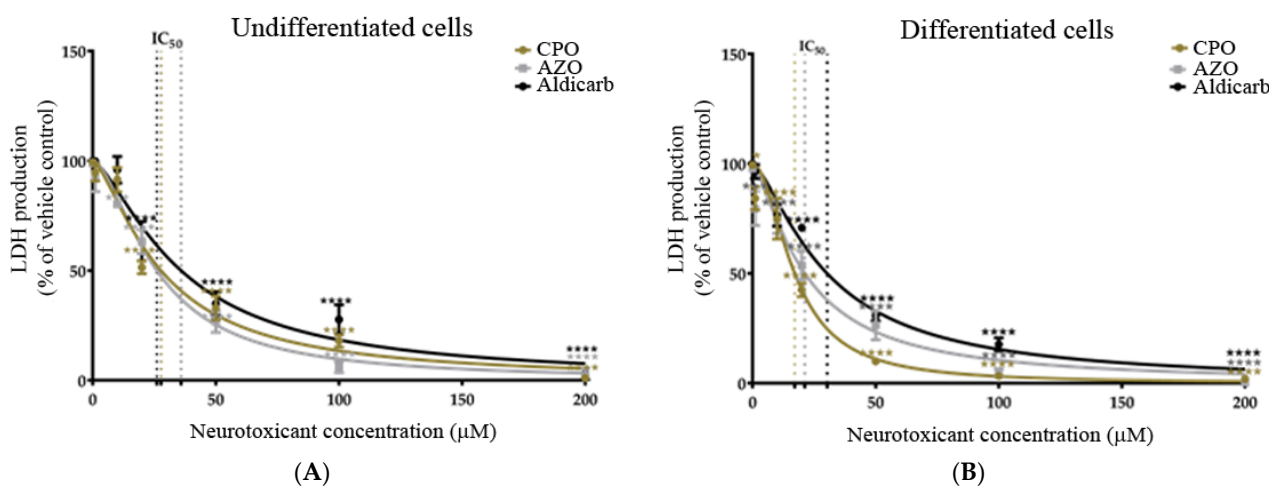 Undifferentiated cells
IC50
CPO
AZO
Aldicarb
150
100
50
0
LDH production
(% of vehicle control)
**** 
****
****
****
****
****
****
****
****
****
0 50 100 150 200
Neurotoxicant concentration (μM)
(A)
Differentiated cells
IC50
CPO
AZO
Aldicarb
150
100
50
0
LDH production
(% of vehicle control)
****
****
****
****
****
****
****
****
****
****
0 50 100 150 200
Neurotoxicant concentration (μM)
(B)